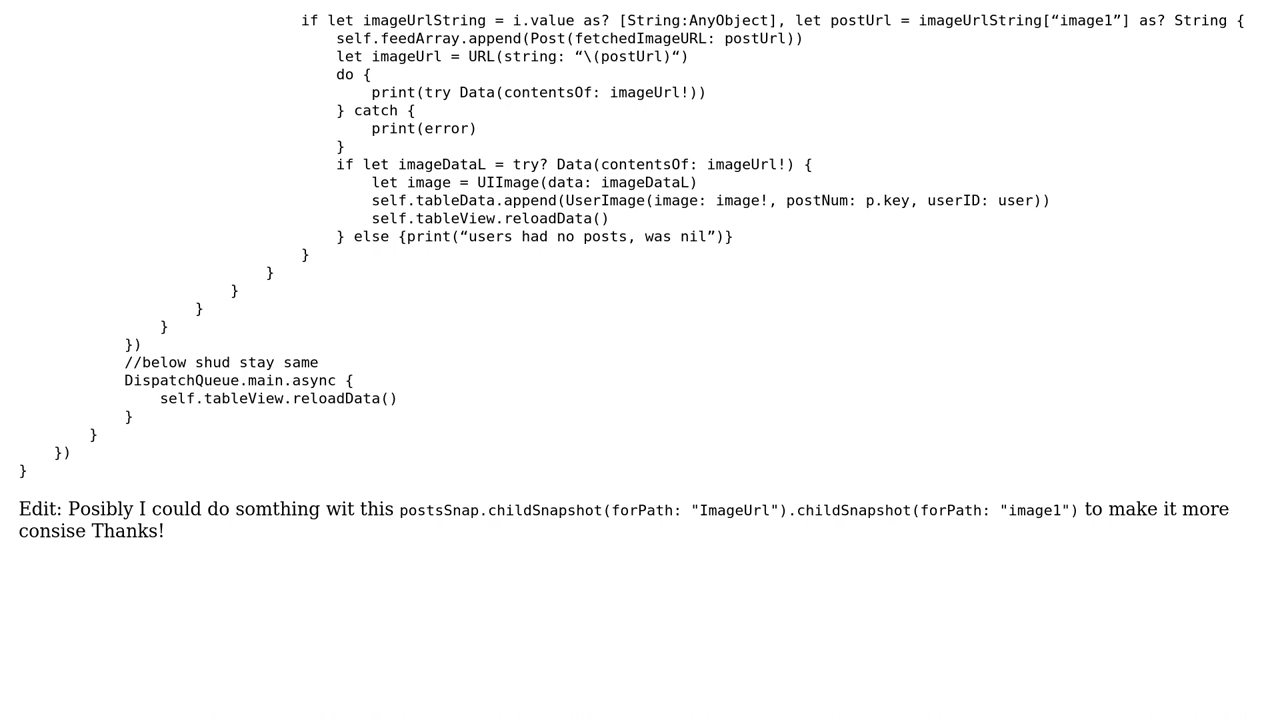 if let imageUrlString = i.value as? [String:AnyObject], let postUrl = imageUrlString[“image1”] as? String {
self.feedArray.append(Post(fetchedImageURL: postUrl))
let imageUrl = URL(string: “\(postUrl)“)
do {
print(try Data(contentsOf: imageUrl!))
} catch {
print(error)
}
if let imageDataL = try? Data(contentsOf: imageUrl!) {
let image = UIImage(data: imageDataL)
self.tableData.append(UserImage(image: image!, postNum: p.key, userID: user))
self.tableView.reloadData()
} else {print(“users had no posts, was nil”)}
}
}
}
}
}
})
//below shud stay same
DispatchQueue.main.async {
self.tableView.reloadData()
}
}
})
}
Edit: Posibly I could do somthing wit this postsSnap.childSnapshot(forPath: "ImageUrl").childSnapshot(forPath: "image1") to make it more
consise Thanks!